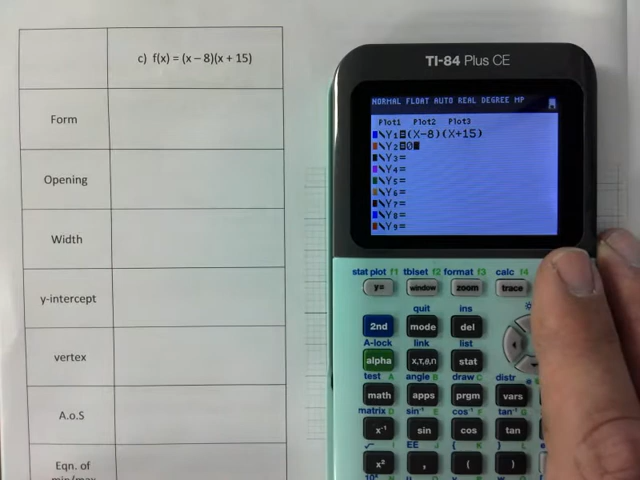 c) f(x) = (x – 8)(x + 15)
Form
Opening
Width
y-intercept
vertex
A.o.S
Eqn. of
min/max
TI-84 Plus CE
NORMAL FLOAT AUTO REAL DEGREE MP
Plot1 Plot2 Plot3
\Y1=(X-8)(X+15)
\Y2=0
\Y3=
\Y4=
\Y5=
\Y6=
\Y7=
\Y8=
\Y9=
stat plot f1 tblset f2 format f3 calc f4
y= window zoom trace
quit ins
2nd mode del
A-lock link list
alpha X,T,θ,n stat
test A angle B draw C distr
math apps prgm vars
matrix D sin⁻¹ E cos⁻¹ F tan⁻¹ G
x⁻¹ sin cos tan
√ I EE J { K } L
x² , ( )